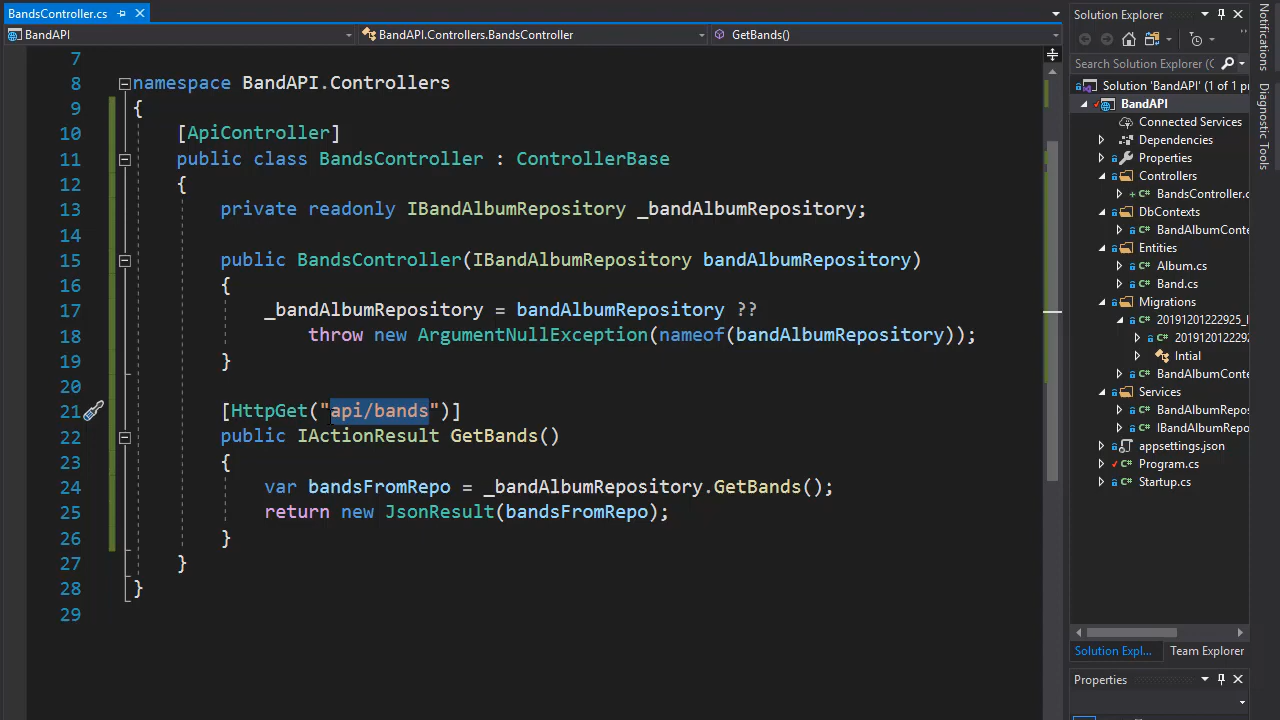 BandsController.cs
BandAPI
BandAPI.Controllers.BandsController
GetBands()
7
8 namespace BandAPI.Controllers
9 {
10 [ApiController]
11 public class BandsController : ControllerBase
12 {
13 private readonly IBandAlbumRepository _bandAlbumRepository;
14
15 public BandsController(IBandAlbumRepository bandAlbumRepository)
16 {
17 _bandAlbumRepository = bandAlbumRepository ??
18 throw new ArgumentNullException(nameof(bandAlbumRepository));
19 }
20
21 [HttpGet("api/bands")]
22 public IActionResult GetBands()
23 {
24 var bandsFromRepo = _bandAlbumRepository.GetBands();
25 return new JsonResult(bandsFromRepo);
26 }
27 }
28 }
29
Solution Explorer
Search Solution Explorer (C
Solution 'BandAPI' (1 of 1 p
BandAPI
Connected Services
Dependencies
Properties
Controllers
BandsController.c
DbContexts
BandAlbumConte
Entities
Album.cs
Band.cs
Migrations
20191201222925_I
2019120122292
Intial
BandAlbumConte
Services
BandAlbumReposi
IBandAlbumRepo
appsettings.json
Program.cs
Startup.cs
Solution Expl...
Team Explorer
Properties
Notifications
Diagnostic Tools